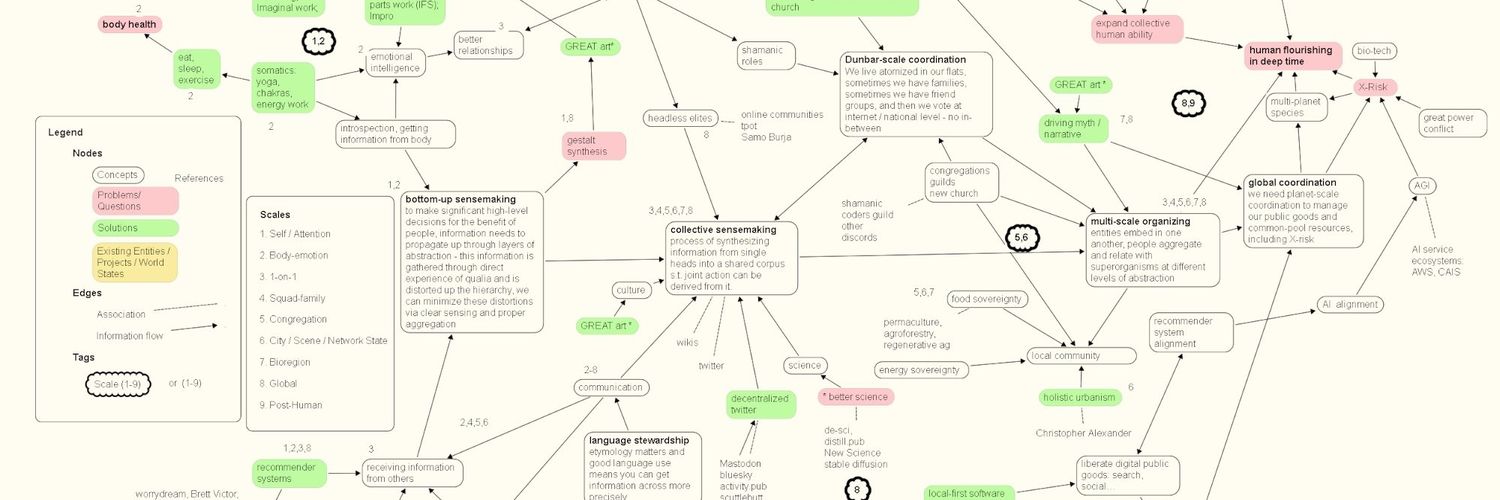 Imaginal work,
parts work (IFS);
Impro
church
2
body health
1,2
eat,
sleep,
exercise
2
somatics:
yoga,
chakras,
energy work
2
2
emotional
intelligence
3
better
relationships
introspection, getting
information from body
GREAT art*
1,8
gestalt
synthesis
shamanic
roles
headless elites
8
online communities
tpot
Samo Burja
Dunbar-scale coordination
We live atomized in our flats,
sometimes we have families,
sometimes we have friend
groups, and then we vote at
internet / national level - no in-
between
expand collective
human ability
human flourishing
in deep time
bio-tech
X-Risk
multi-planet
species
great power
conflict
GREAT art *
driving myth /
narrative
7,8
8,9
AGI
AI service
ecosystems:
AWS, CAIS
Legend
Nodes
Concepts
References
Problems/
Questions
Solutions
Existing Entities /
Projects / World
States
Edges
Association
Information flow
Tags
Scale (1-9)
or (1-9)
Scales
1. Self / Attention
2. Body-emotion
3. 1-on-1
4. Squad-family
5. Congregation
6. City / Scene / Network State
7. Bioregion
8. Global
9. Post-Human
1,2
bottom-up sensemaking
to make significant high-level
decisions for the benefit of
people, information needs to
propagate up through layers of
abstraction - this information is
gathered through direct
experience of qualia and is
distorted up the hierarchy, we
can minimize these distortions
via clear sensing and proper
aggregation
3,4,5,6,7,8
collective sensemaking
process of synthesizing
information from single
heads into a shared corpus
s.t. joint action can be
derived from it.
culture
GREAT art *
wikis
twitter
science
* better science
de-sci,
distill.pub
New Science
stable diffusion
decentralized
twitter
Mastodon
bluesky
activity.pub
scuttlebutt
congregations
guilds
new church
shamanic
coders guild
other
discords
5,6
3,4,5,6,7,8
multi-scale organizing
entities embed in one
another, people aggregate
and relate with
superorganisms at different
levels of abstraction
global coordination
we need planet-scale
coordination to manage
our public goods and
common-pool resources,
including X-risk
5,6,7
food sovereignty
permaculture,
agroforestry,
regenerative ag
energy sovereignty
local community
holistic urbanism
6
Christopher Alexander
recommender
system
alignment
AI alignment
liberate digital public
goods: search,
social...
local-first software
8
2-8
communication
2,4,5,6
language stewardship
etymology matters and
good language use
means you can get
information across more
precisely
1,2,3,8
recommender
systems
3
receiving information
from others
worrydream, Brett Victor,